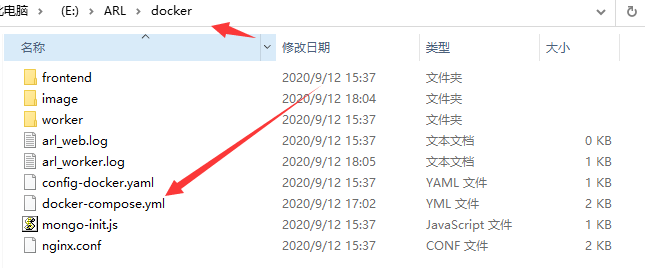 电脑 > (E:) > ARL > docker
名称 修改日期 类型 大小
frontend 2020/9/12 15:37 文件夹
image 2020/9/12 18:04 文件夹
worker 2020/9/12 15:37 文件夹
arl_web.log 2020/9/12 15:37 文本文档 0 KB
arl_worker.log 2020/9/12 18:05 文本文档 1 KB
config-docker.yaml 2020/9/12 15:37 YAML 文件 1 KB
docker-compose.yml 2020/9/12 17:02 YML 文件 2 KB
mongo-init.js 2020/9/12 15:37 JavaScript 文件 1 KB
nginx.conf 2020/9/12 15:37 CONF 文件 2 KB